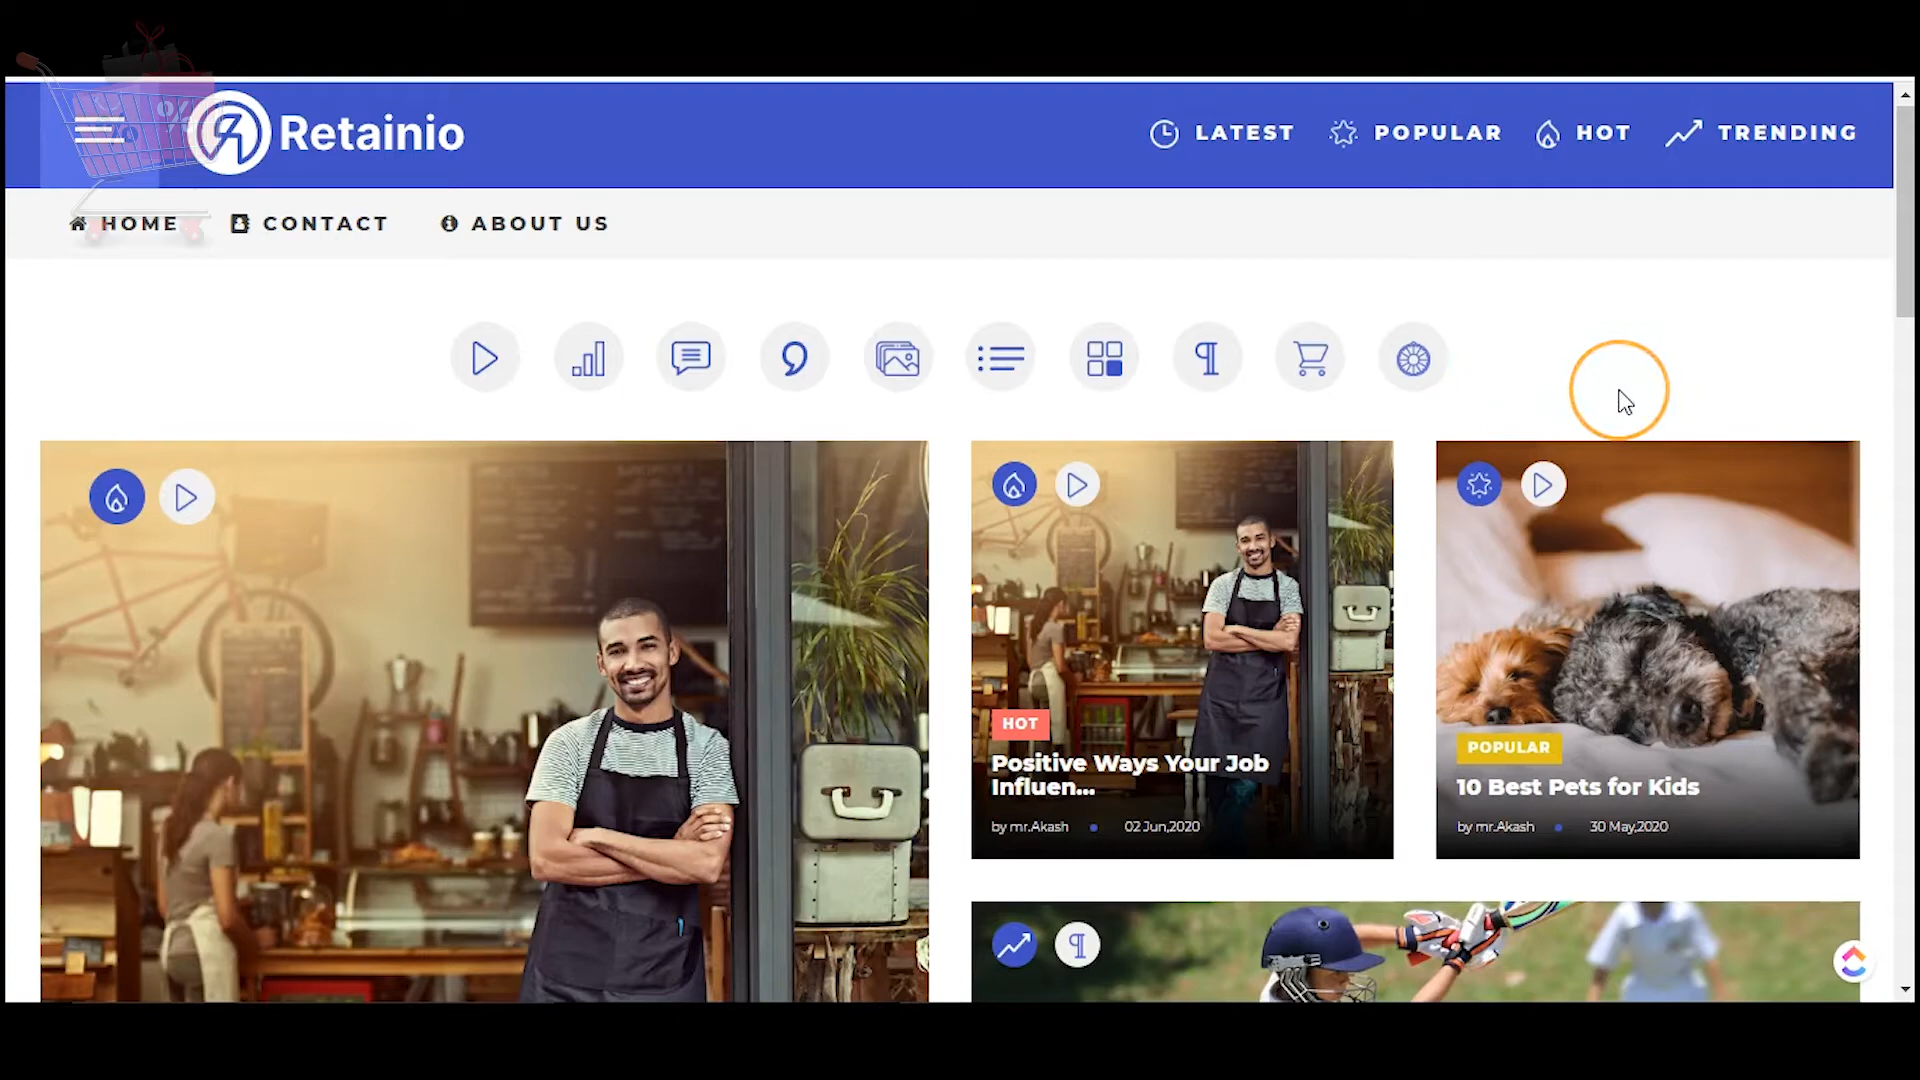 Retainio
LATEST POPULAR HOT TRENDING
HOME CONTACT ABOUT US
HOT
Positive Ways Your Job
Influen...
by mr.Akash 02 Jun,2020
POPULAR
10 Best Pets for Kids
by mr.Akash 30 May,2020